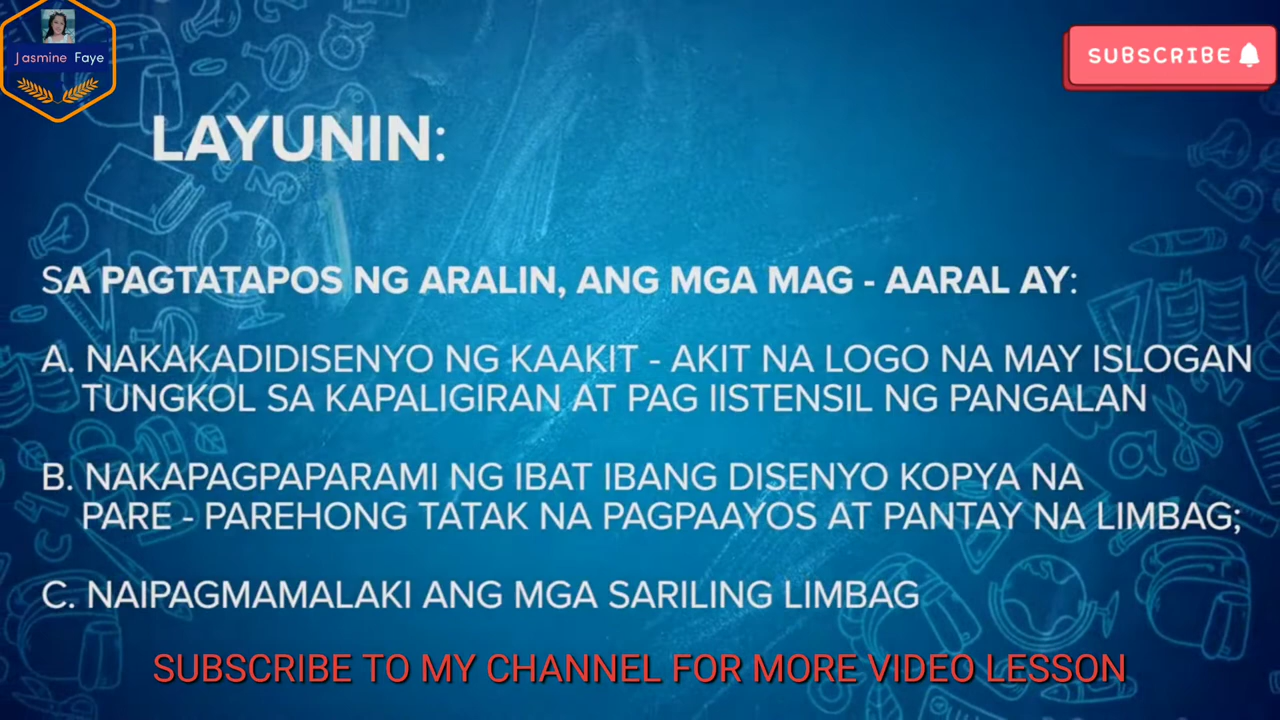 Jasmine Faye
SUBSCRIBE
LAYUNIN:
SA PAGTATAPOS NG ARALIN, ANG MGA MAG - AARAL AY:
A. NAKAKADIDISENYO NG KAAKIT - AKIT NA LOGO NA MAY ISLOGAN
TUNGKOL SA KAPALIGIRAN AT PAG IISTENSIL NG PANGALAN
B. NAKAPAGPAPARAMI NG IBAT IBANG DISENYO KOPYA NA
PARE - PAREHONG TATAK NA PAGPAAYOS AT PANTAY NA LIMBAG;
C. NAIPAGMAMALAKI ANG MGA SARILING LIMBAG
SUBSCRIBE TO MY CHANNEL FOR MORE VIDEO LESSON